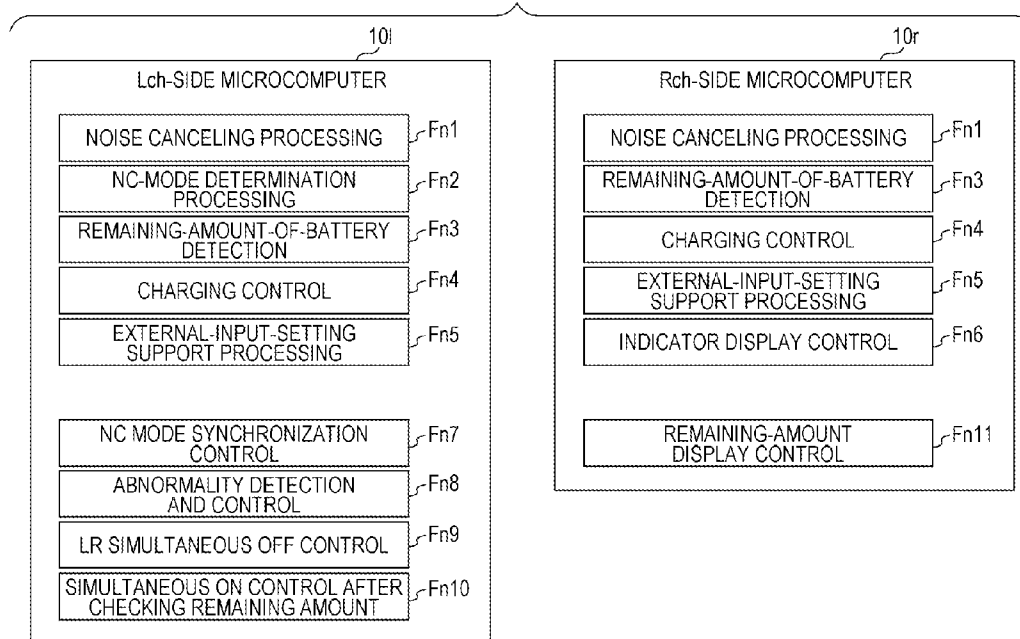 10l
Lch-SIDE MICROCOMPUTER
NOISE CANCELING PROCESSING
Fn1
NC-MODE DETERMINATION
PROCESSING
Fn2
REMAINING-AMOUNT-OF-BATTERY
DETECTION
Fn3
CHARGING CONTROL
Fn4
EXTERNAL-INPUT-SETTING
SUPPORT PROCESSING
Fn5
NC MODE SYNCHRONIZATION
CONTROL
Fn7
ABNORMALITY DETECTION
AND CONTROL
Fn8
LR SIMULTANEOUS OFF CONTROL
Fn9
SIMULTANEOUS ON CONTROL AFTER
CHECKING REMAINING AMOUNT
Fn10
10r
Rch-SIDE MICROCOMPUTER
NOISE CANCELING PROCESSING
Fn1
REMAINING-AMOUNT-OF-BATTERY
DETECTION
Fn3
CHARGING CONTROL
Fn4
EXTERNAL-INPUT-SETTING
SUPPORT PROCESSING
Fn5
INDICATOR DISPLAY CONTROL
Fn6
REMAINING-AMOUNT
DISPLAY CONTROL
Fn11